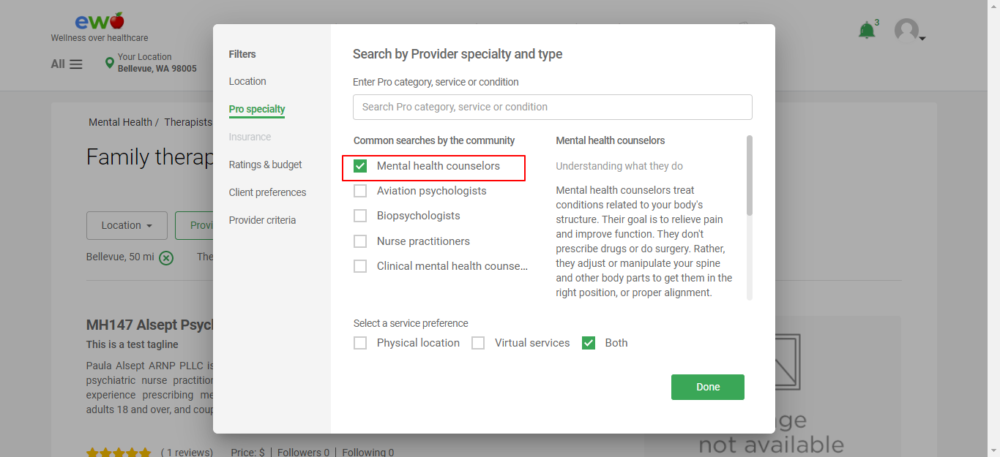 ew
Wellness over healthcare
All
Your Location
Bellevue, WA 98005
3
Mental Health / Therapists
Family therap
Location
Provi
Bellevue, 50 mi
The
MH147 Alsept Psycl
This is a test tagline
Paula Alsept ARNP PLLC is
psychiatric nurse practition
experience prescribing me
adults 18 and over, and coup
( 1 reviews)
Price: $ | Followers 0 | Following 0
Filters
Location
Pro specialty
Insurance
Ratings & budget
Client preferences
Provider criteria
Search by Provider specialty and type
Enter Pro category, service or condition
Search Pro category, service or condition
Common searches by the community
Mental health counselors
Aviation psychologists
Biopsychologists
Nurse practitioners
Clinical mental health counse...
Mental health counselors
Understanding what they do
Mental health counselors treat
conditions related to your body's
structure. Their goal is to relieve pain
and improve function. They don't
prescribe drugs or do surgery. Rather,
they adjust or manipulate your spine
and other body parts to get them in the
right position, or proper alignment.
Select a service preference
Physical location
Virtual services
Both
Done
ge
not available